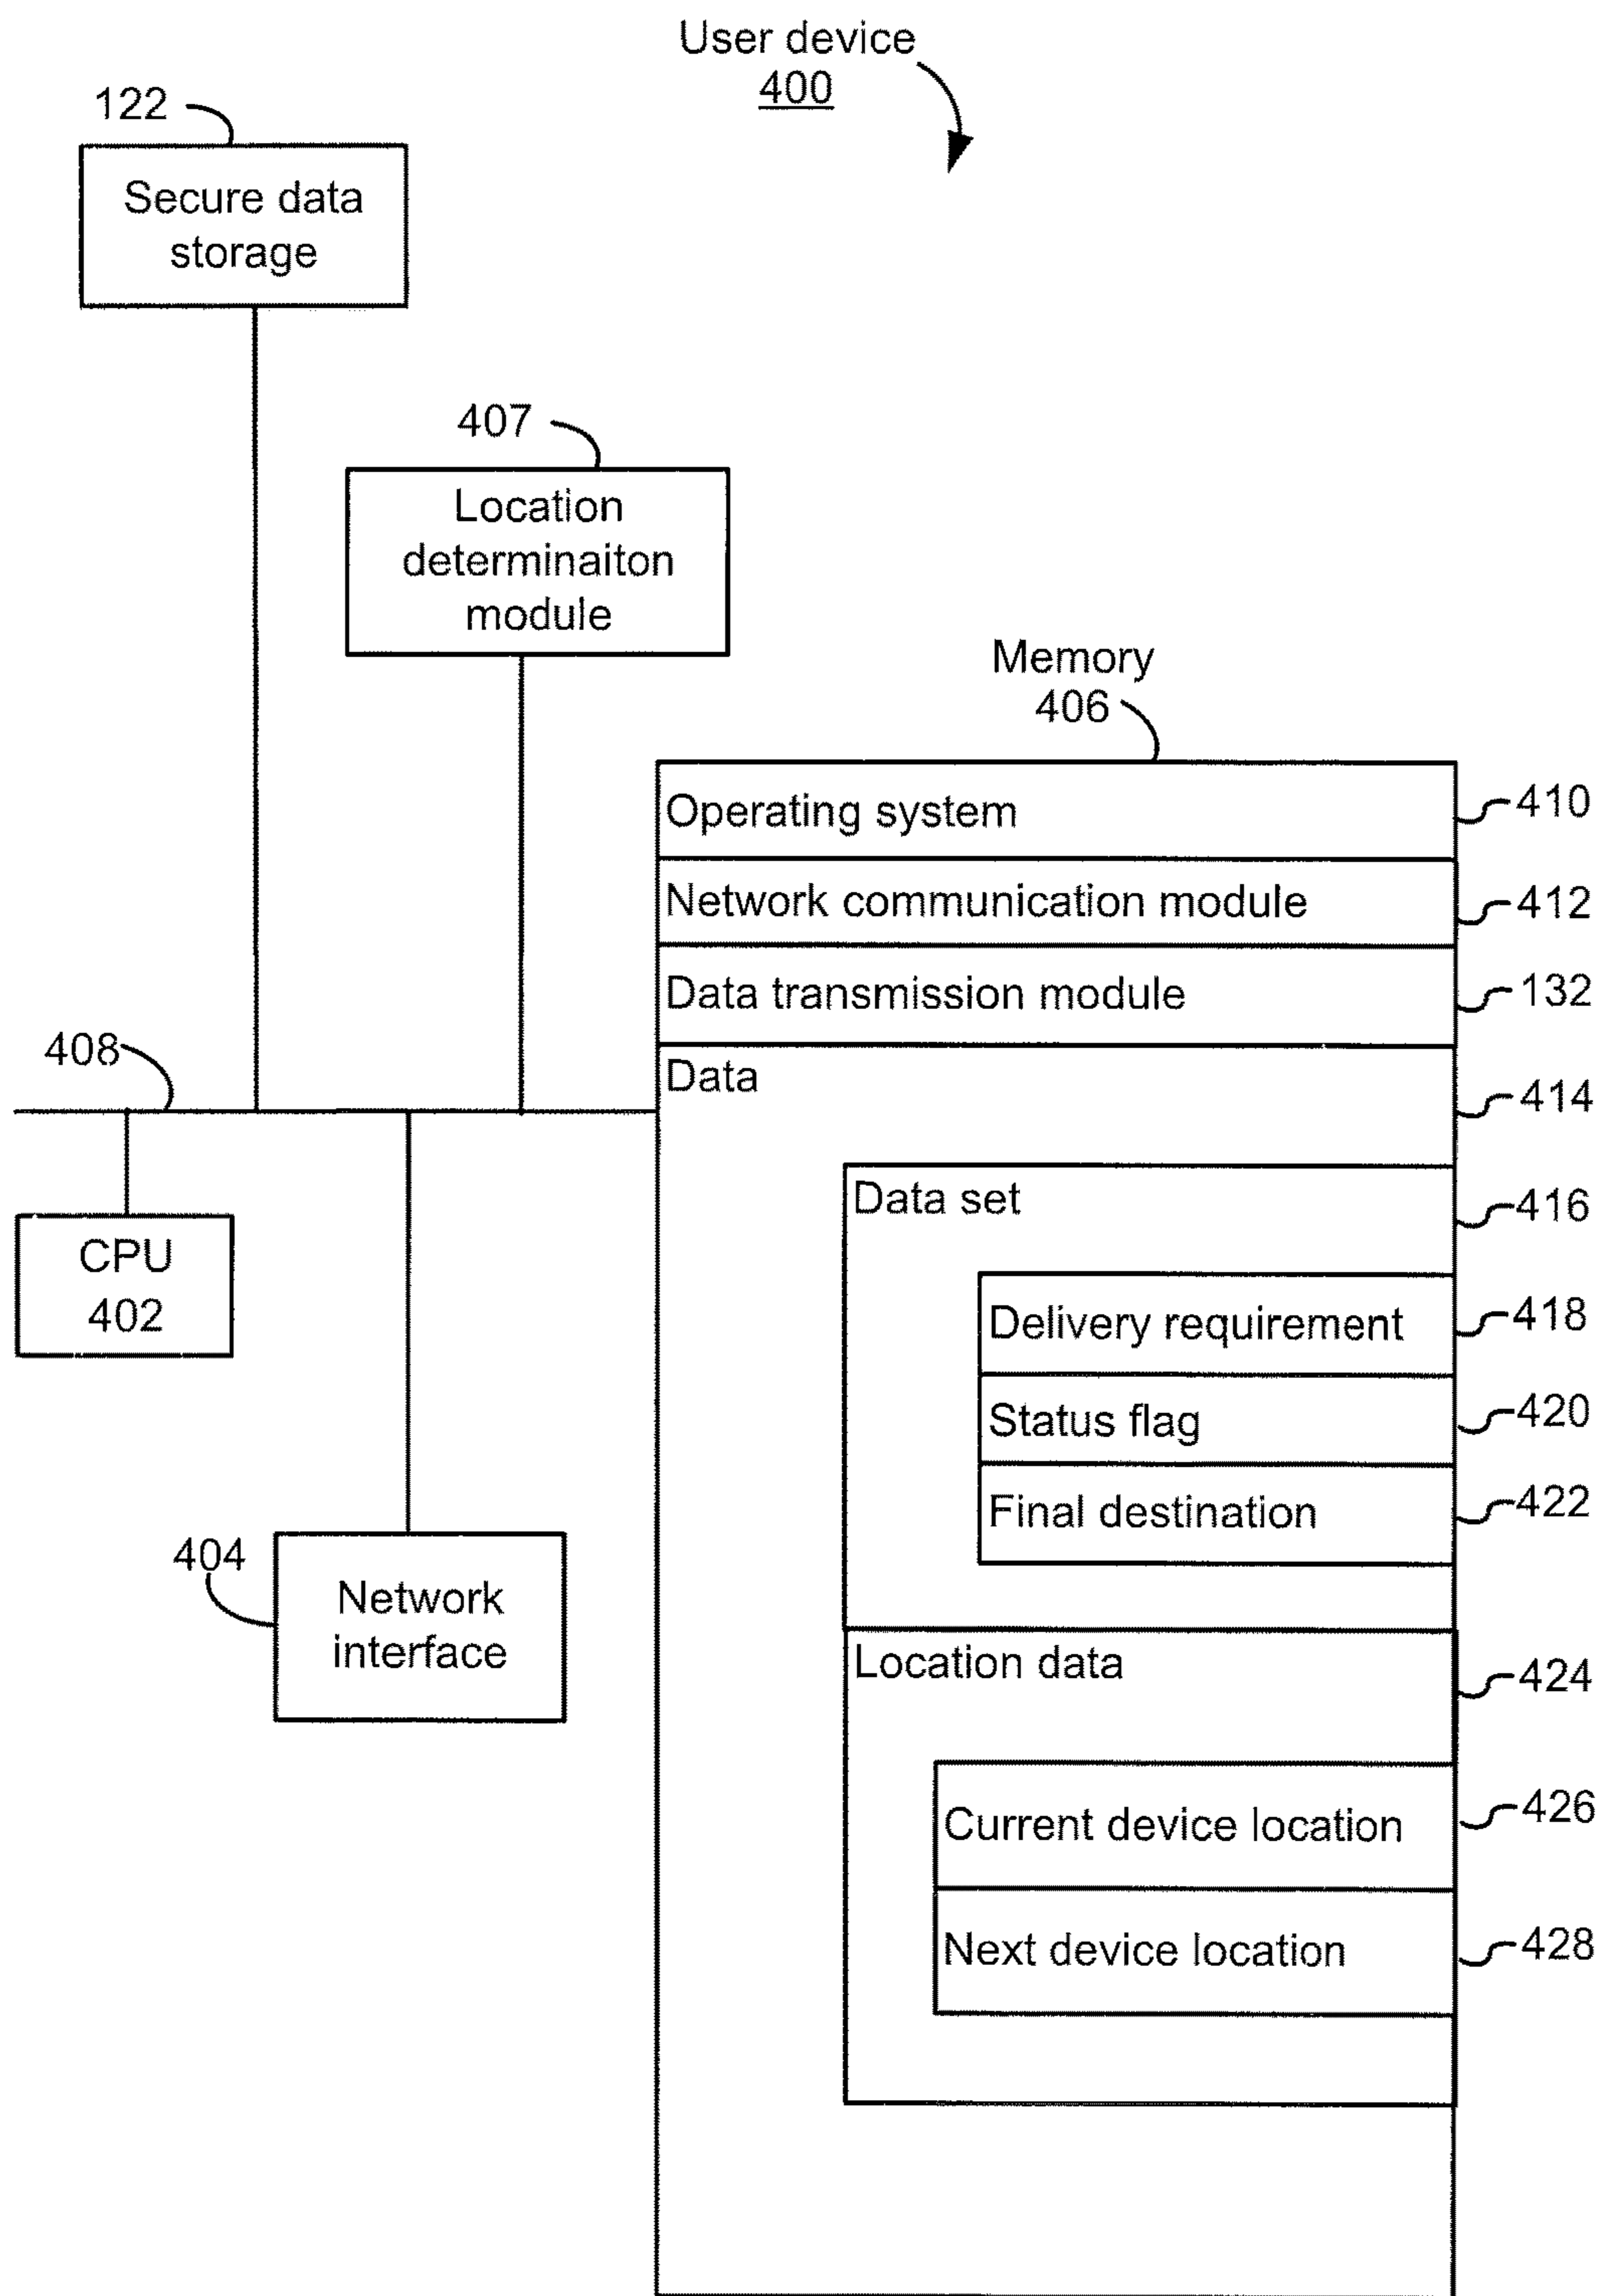 User device
400
122
Secure data
storage
407
Location
determinaiton
module
Memory
406
Operating system
410
Network communication module
412
Data transmission module
132
408
Data
414
Data set
416
CPU
402
Delivery requirement
418
Status flag
420
Final destination
422
404
Network
interface
Location data
424
Current device location
426
Next device location
428